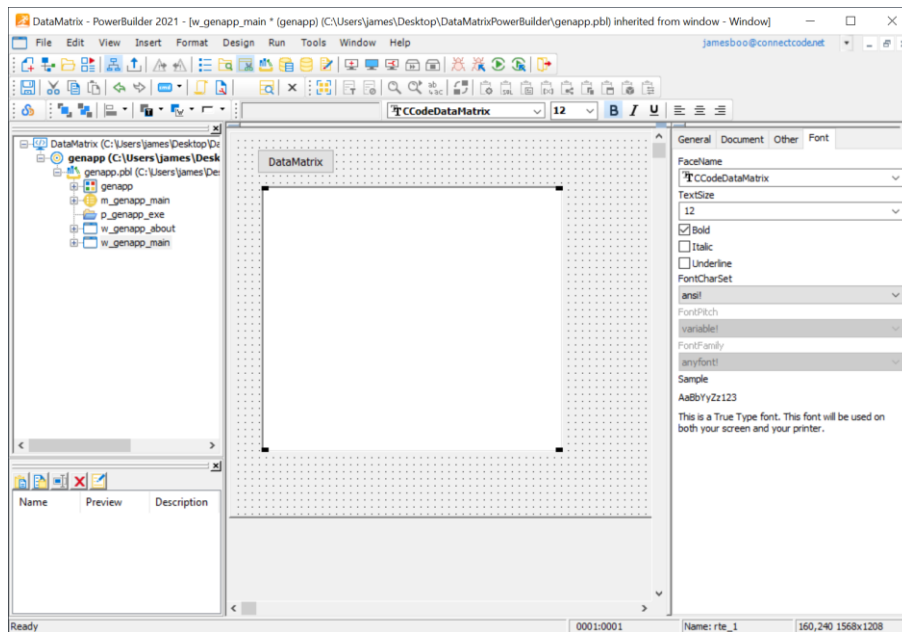 DataMatrix - PowerBuilder 2021 - [w_genapp_main * (genapp) (C:\Users\james\Desktop\DataMatrixPowerBuilder\genapp.pbl) inherited from window - Window]
File Edit View Insert Format Design Run Tools Window Help
jamesboo@connectcode.net
CCodeDataMatrix 12 B I U
DataMatrix (C:\Users\james\Desktop\Da
genapp (C:\Users\james\Desk
genapp.pbl (C:\Users\james\De
genapp
m_genapp_main
p_genapp_exe
w_genapp_about
w_genapp_main
Name Preview Description
DataMatrix
General Document Other Font
FaceName
CCodeDataMatrix
TextSize
12
Bold
Italic
Underline
FontCharSet
ansi!
FontPitch
variable!
FontFamily
anyfont!
Sample
AaBbYyZz123
This is a True Type font. This font will be used on
both your screen and your printer.
Ready 0001:0001 Name: rte_1 160,240 1568x1208